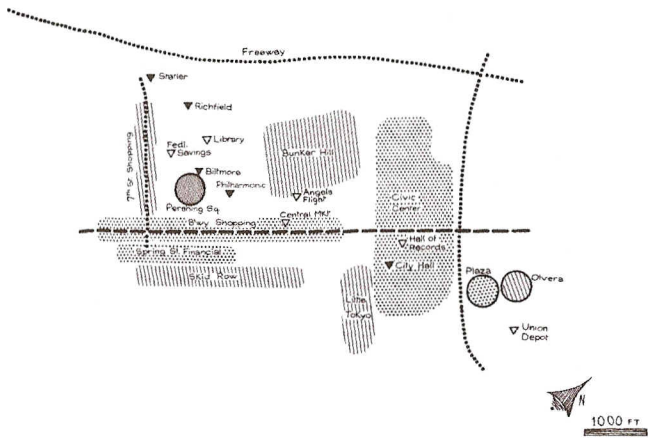 Freeway
Statler
Richfield
Library
Fedl.
Savings
Bunker Hill
7th St Shopping
Biltmore
Philharmonic
Angels
Flight
Pershing Sq
Civic
Center
Central Mkt
B'wy Shopping
Hall of
Records
Spring St. Financial
City Hall
Skid Row
Plaza
Olvera
Little
Tokyo
Union
Depot
N
1000 FT